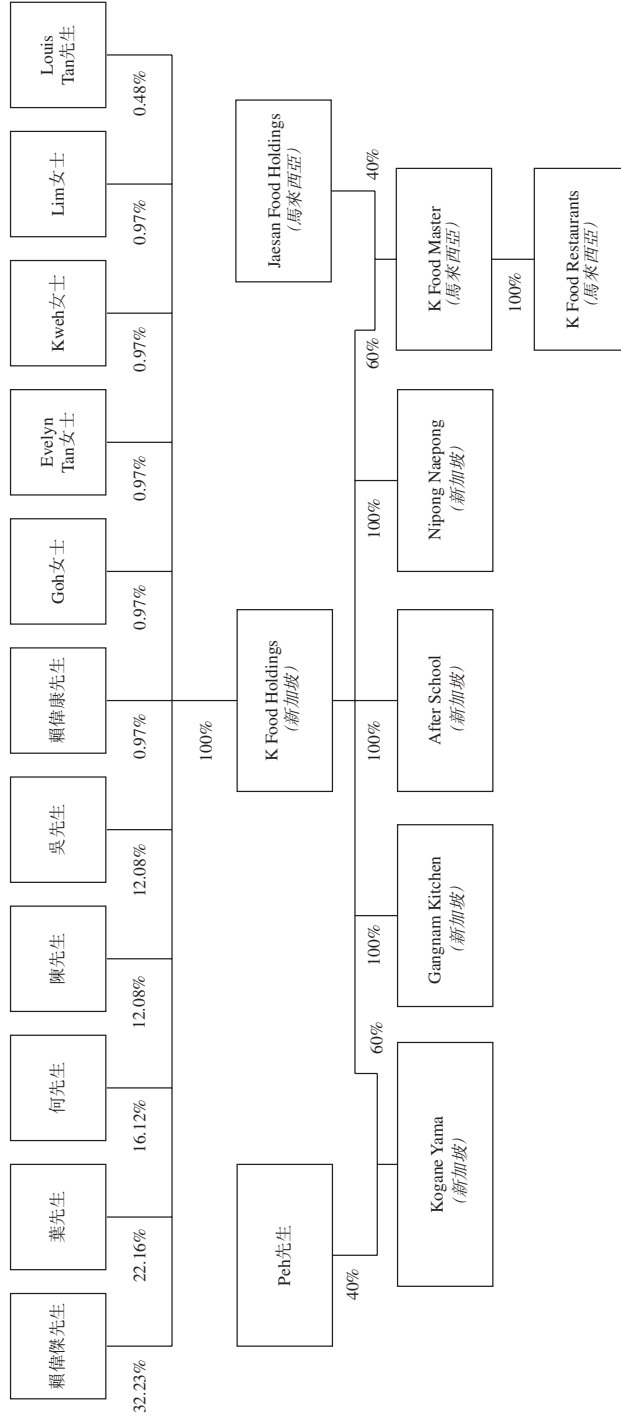 賴偉傑先生
葉先生
何先生
陳先生
吳先生
賴偉康先生
Goh女士
Evelyn
Tan女士
Kweh女士
Lim女士
Louis
Tan先生
32.23%
22.16%
16.12%
12.08%
12.08%
0.97%
0.97%
0.97%
0.97%
0.97%
0.48%
100%
Peh先生
K Food Holdings
(新加坡)
Jaesan Food Holdings
(馬來西亞)
40%
60%
100%
100%
100%
60%
40%
Kogane Yama
(新加坡)
Gangnam Kitchen
(新加坡)
After School
(新加坡)
Nipong Naepong
(新加坡)
K Food Master
(馬來西亞)
100%
K Food Restaurants
(馬來西亞)